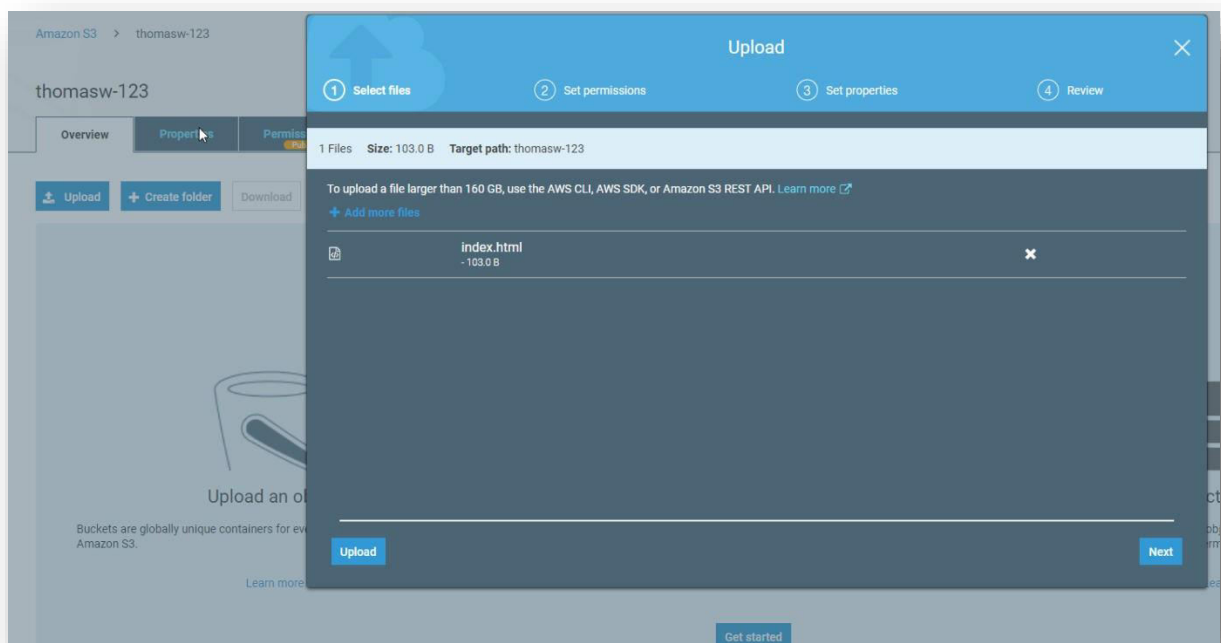 Amazon S3 > thomasw-123
thomasw-123
Overview Properties
Upload Create folder Download
Upload an
Buckets are globally unique containers for
Amazon S3.
Learn more
Get started
Upload
1 Select files 2 Set permissions 3 Set properties 4 Review
1 Files Size: 103.0 B Target path: thomasw-123
To upload a file larger than 160 GB, use the AWS CLI, AWS SDK, or Amazon S3 REST API. Learn more
Add more files
index.html
- 103.0 B
Upload Next